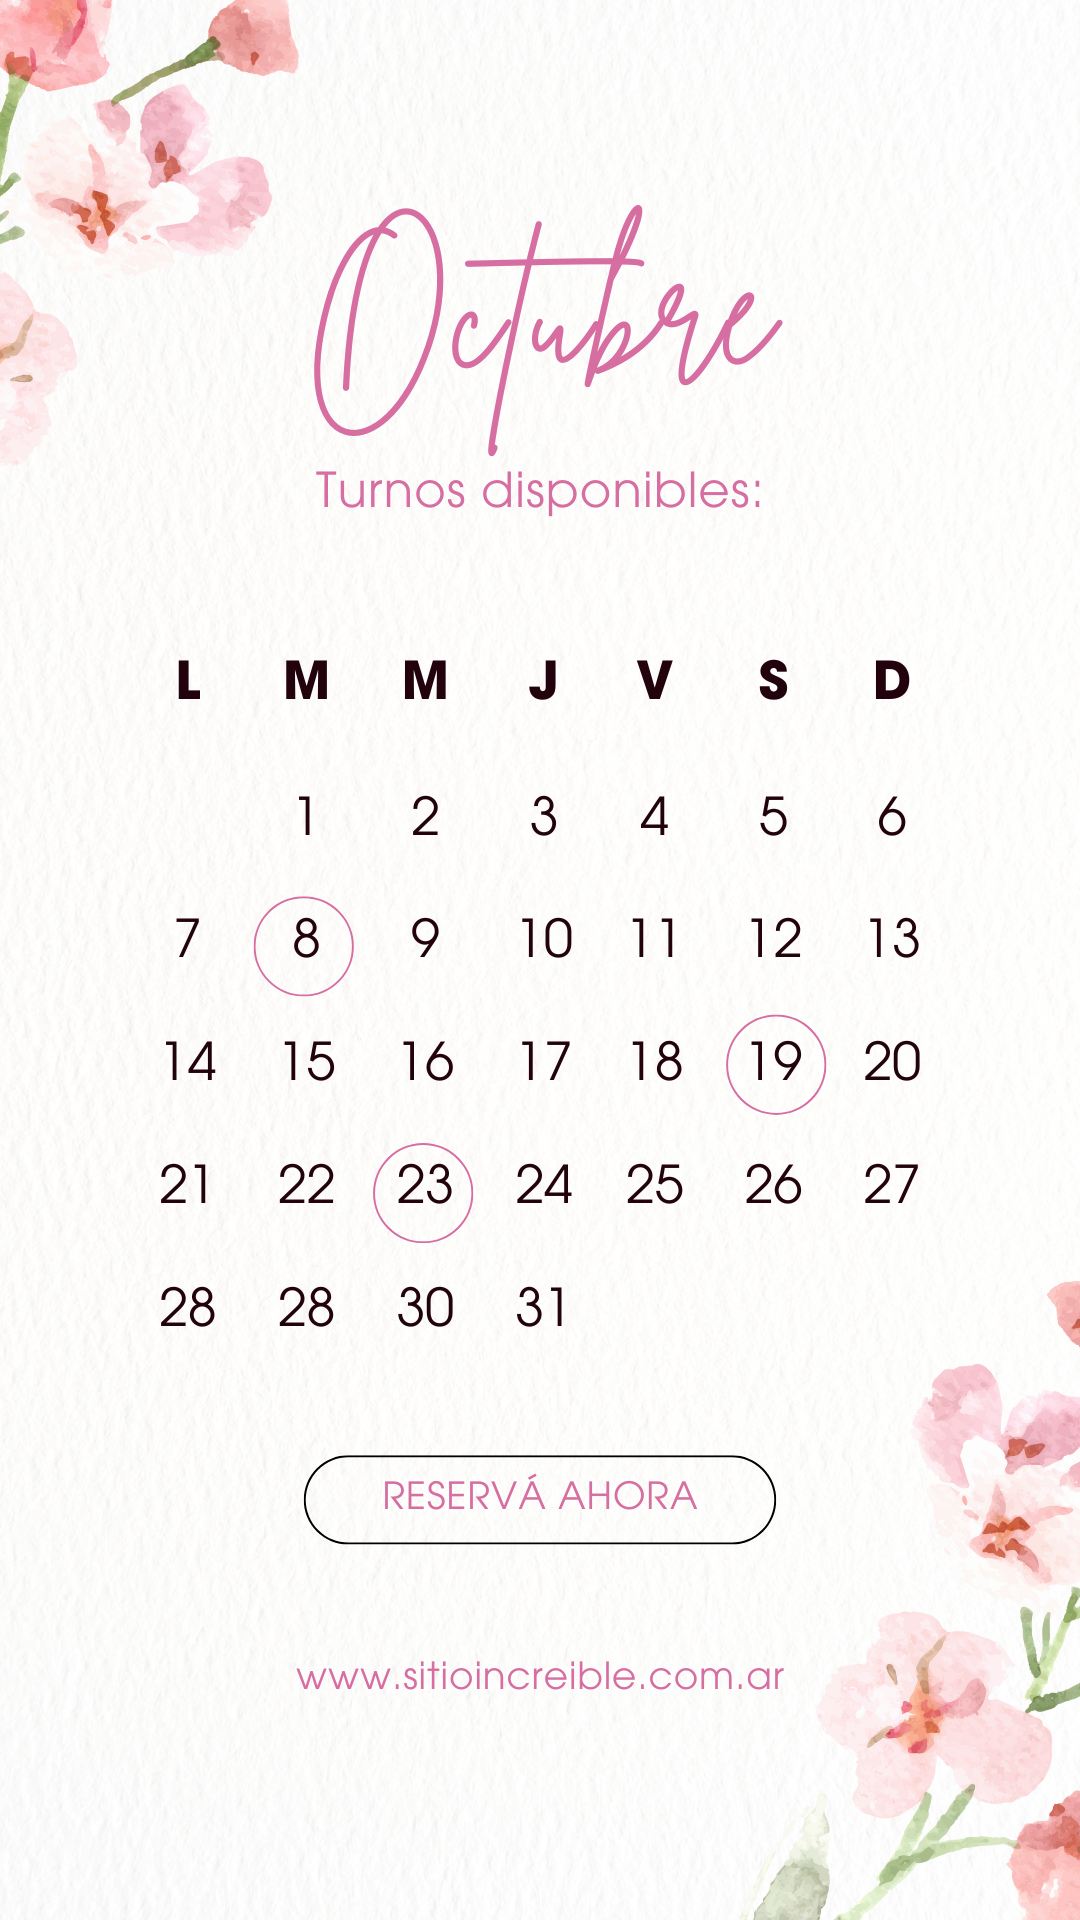 Octubre
Turnos disponibles:
L M M J V S D
1 2 3 4 5 6
7 8 9 10 11 12 13
14 15 16 17 18 19 20
21 22 23 24 25 26 27
28 28 30 31
RESERVÁ AHORA
www.sitioincreible.com.ar